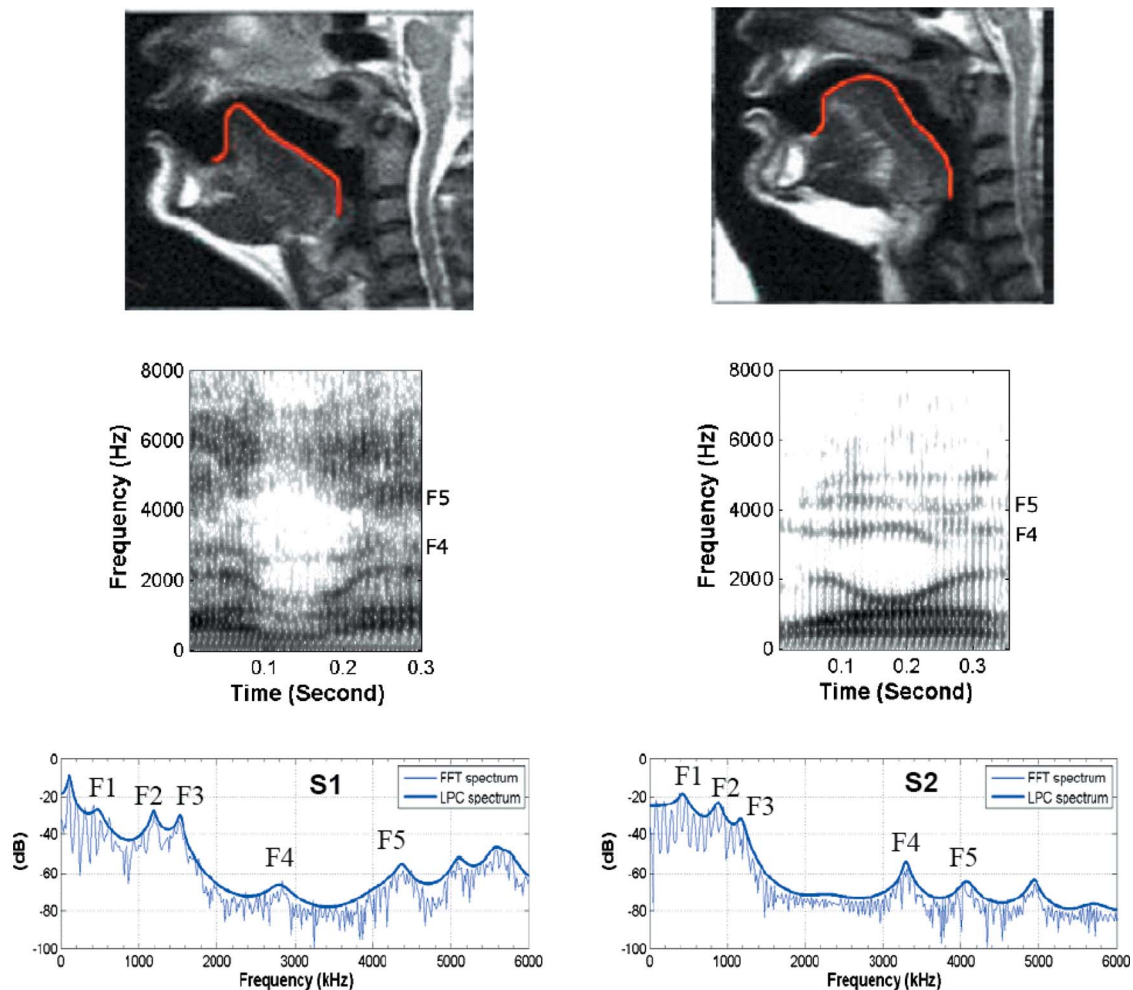 8000
6000
4000
2000
0
Frequency (Hz)
F5
F4
0.1
0.2
0.3
Time (Second)
8000
6000
4000
2000
0
Frequency (Hz)
F5
F4
0.1
0.2
0.3
Time (Second)
0
-20
-40
-60
-80
-100
(dB)
F1
F2
F3
F4
F5
S1
FFT spectrum
LPC spectrum
0
1000
2000
3000
4000
5000
6000
Frequency (kHz)
0
-20
-40
-60
-80
-100
(dB)
F1
F2
F3
F4
F5
S2
FFT spectrum
LPC spectrum
0
1000
2000
3000
4000
5000
6000
Frequency (kHz)